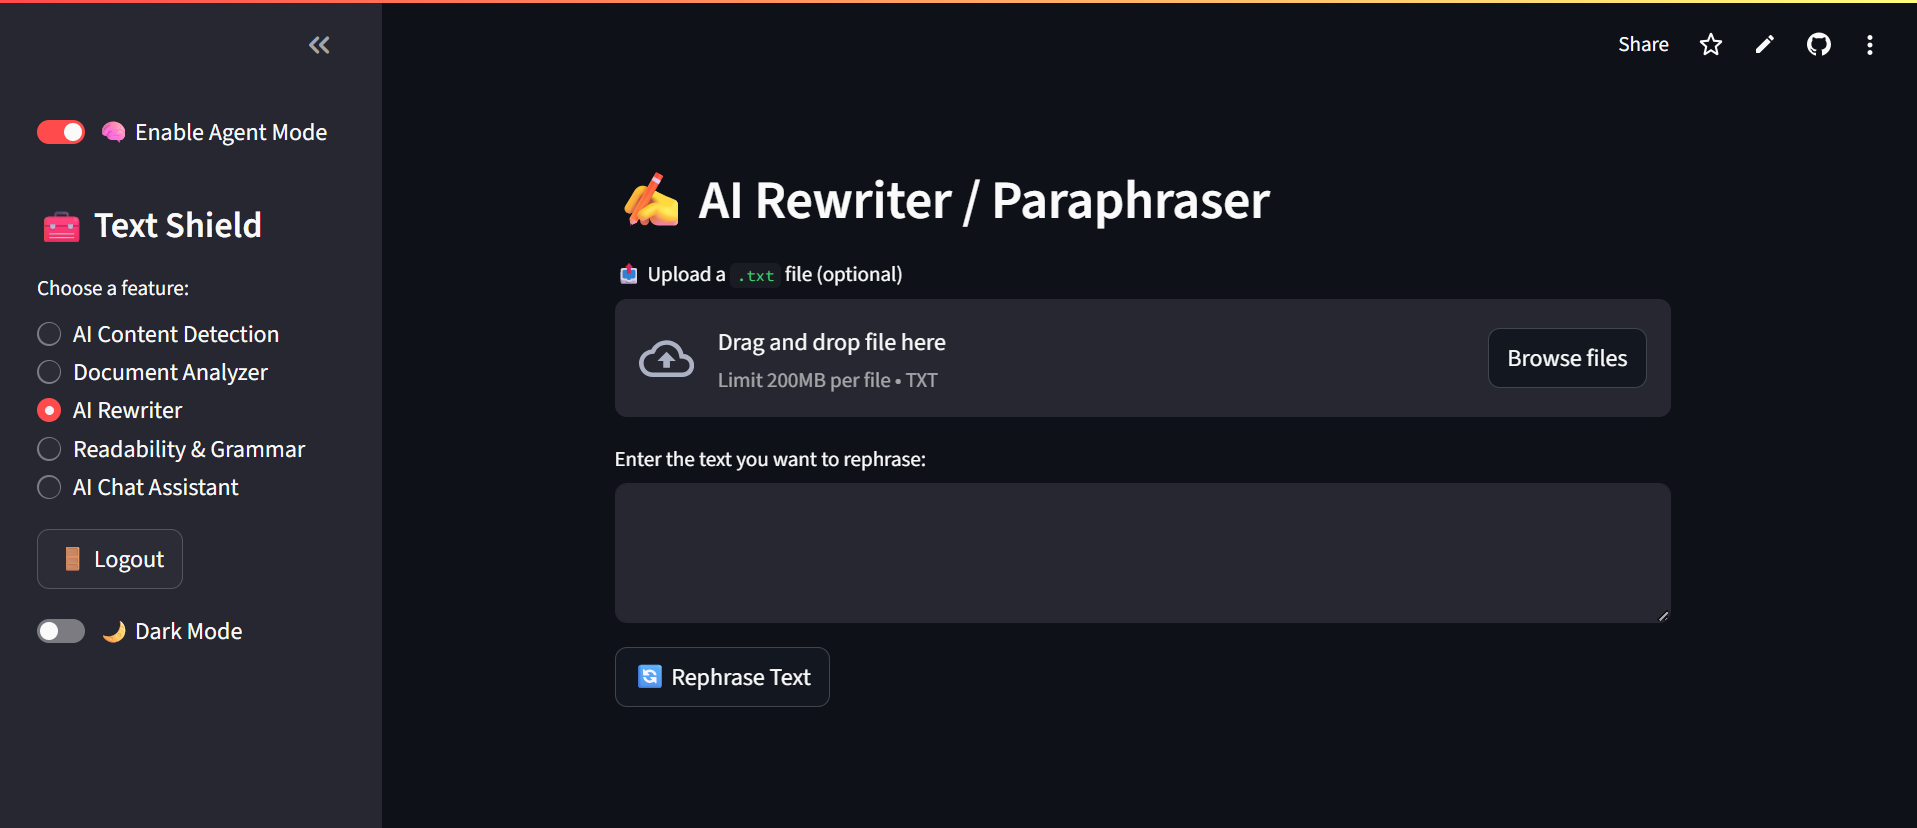 Share
Enable Agent Mode
Text Shield
Choose a feature:
AI Content Detection
Document Analyzer
AI Rewriter
Readability & Grammar
AI Chat Assistant
Logout
Dark Mode
AI Rewriter / Paraphraser
Upload a .txt file (optional)
Drag and drop file here
Limit 200MB per file • TXT
Browse files
Enter the text you want to rephrase:
Rephrase Text